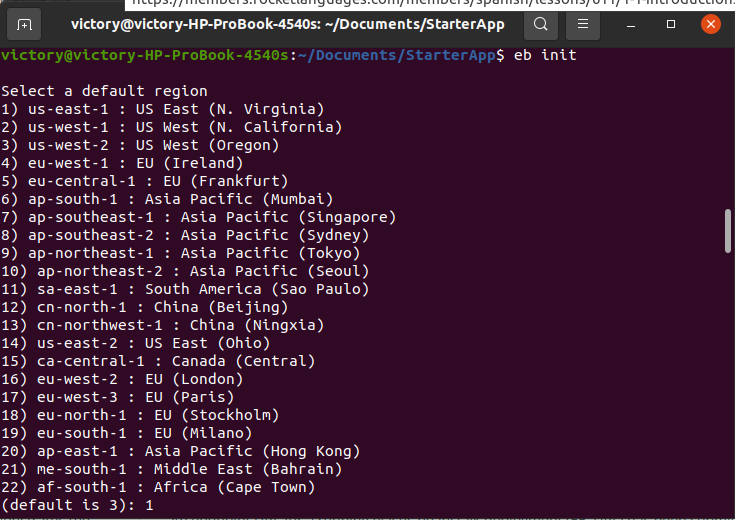 https://members.rocketlanguages.com/members/spanish/lessons/611/1-1-introduction
victory@victory-HP-ProBook-4540s: ~/Documents/StarterApp
victory@victory-HP-ProBook-4540s:~/Documents/StarterApp$ eb init
Select a default region
1) us-east-1 : US East (N. Virginia)
2) us-west-1 : US West (N. California)
3) us-west-2 : US West (Oregon)
4) eu-west-1 : EU (Ireland)
5) eu-central-1 : EU (Frankfurt)
6) ap-south-1 : Asia Pacific (Mumbai)
7) ap-southeast-1 : Asia Pacific (Singapore)
8) ap-southeast-2 : Asia Pacific (Sydney)
9) ap-northeast-1 : Asia Pacific (Tokyo)
10) ap-northeast-2 : Asia Pacific (Seoul)
11) sa-east-1 : South America (Sao Paulo)
12) cn-north-1 : China (Beijing)
13) cn-northwest-1 : China (Ningxia)
14) us-east-2 : US East (Ohio)
15) ca-central-1 : Canada (Central)
16) eu-west-2 : EU (London)
17) eu-west-3 : EU (Paris)
18) eu-north-1 : EU (Stockholm)
19) eu-south-1 : EU (Milano)
20) ap-east-1 : Asia Pacific (Hong Kong)
21) me-south-1 : Middle East (Bahrain)
22) af-south-1 : Africa (Cape Town)
(default is 3): 1